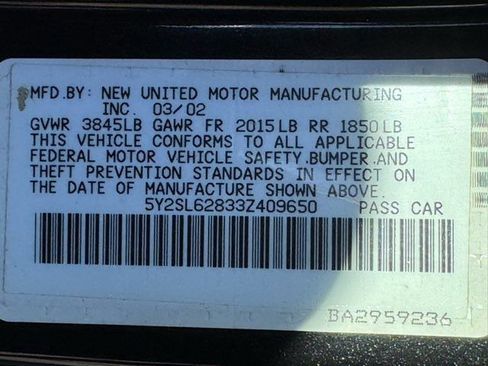 MFD.BY: NEW UNITED MOTOR MANUFACTURING
INC. 03/02
GVWR 3845LB GAWR FR 2015LB RR 1850LB
THIS VEHICLE CONFORMS TO ALL APPLICABLE
FEDERAL MOTOR VEHICLE SAFETY.BUMPER.AND
THEFT PREVENTION STANDARDS IN EFFECT ON
THE DATE OF MANUFACTURE SHOWN ABOVE.
5Y2SL62833Z409650 PASS CAR
BA2959236